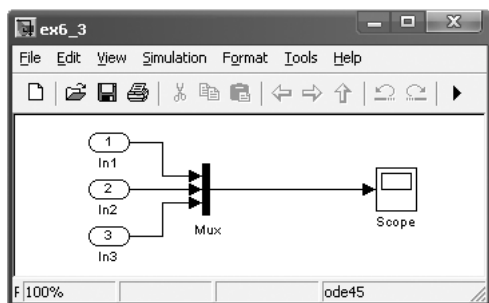 ex6_3
File Edit View Simulation Format Tools Help
1
In1
2
In2
3
In3
Mux
Scope
F 100% ode45